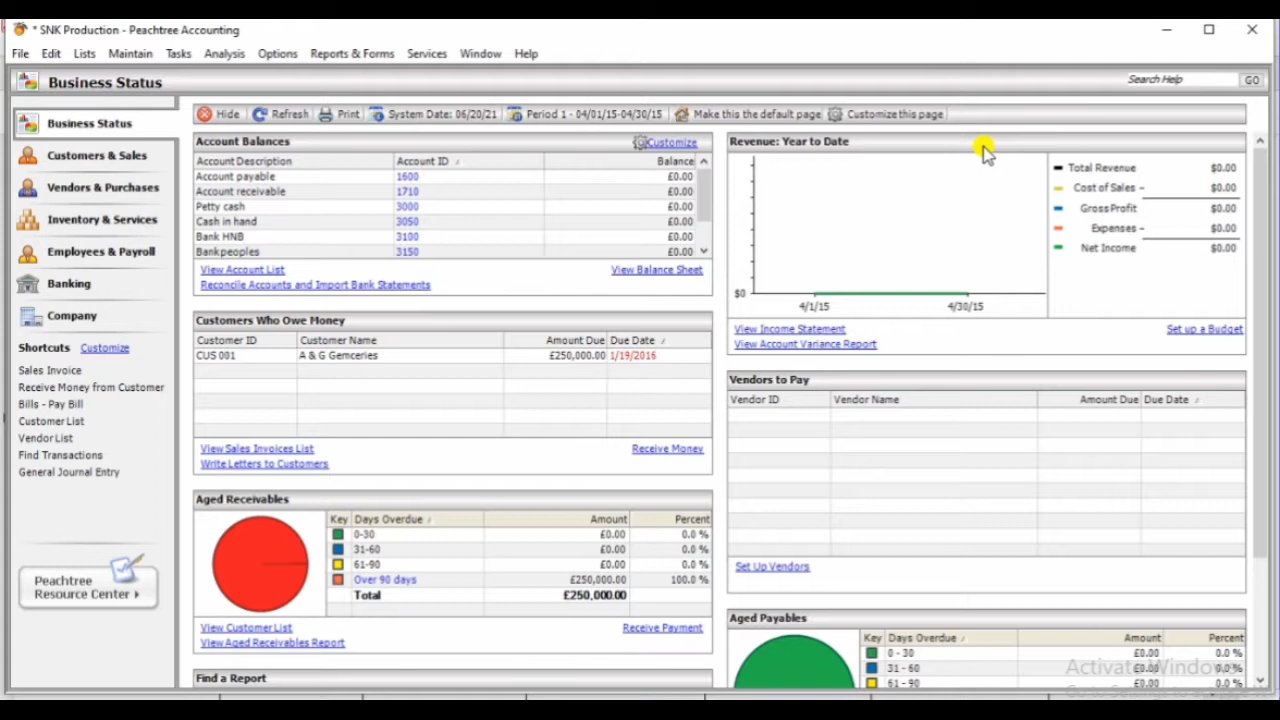 * SNK Production - Peachtree Accounting
File Edit Lists Maintain Tasks Analysis Options Reports & Forms Services Window Help
Business Status
Search Help GO
Business Status
Customers & Sales
Vendors & Purchases
Inventory & Services
Employees & Payroll
Banking
Company
Shortcuts Customize
Sales Invoice
Receive Money from Customer
Bills - Pay Bill
Customer List
Vendor List
Find Transactions
General Journal Entry
Peachtree
Resource Center
Hide Refresh Print System Date: 06/20/21 Period 1 - 04/01/15-04/30/15 Make this the default page Customize this page
Account Balances Customize
Account Description Account ID Balance
Account payable 1600 £0.00
Account receivable 1710 £0.00
Petty cash 3000 £0.00
Cash in hand 3050 £0.00
Bank HNB 3100 £0.00
Bankpeoples 3150 £0.00
View Account List View Balance Sheet
Reconcile Accounts and Import Bank Statements
Customers Who Owe Money
Customer ID Customer Name Amount Due Due Date
CUS 001 A & G Gemceries £250,000.00 1/19/2016
View Sales Invoices List Receive Money
Write Letters to Customers
Aged Receivables
Key Days Overdue Amount Percent
0-30 £0.00 0.0 %
31-60 £0.00 0.0 %
61-90 £0.00 0.0 %
Over 90 days £250,000.00 100.0 %
Total £250,000.00
View Customer List Receive Payment
View Aged Receivables Report
Find a Report
Revenue: Year to Date
Total Revenue $0.00
Cost of Sales - $0.00
Gross Profit $0.00
Expenses - $0.00
Net Income $0.00
$0
4/1/15 4/30/15
View Income Statement Set up a Budget
View Account Variance Report
Vendors to Pay
Vendor ID Vendor Name Amount Due Due Date
Set Up Vendors
Aged Payables
Key Days Overdue Amount Percent
0 - 30 £0.00 0.0 %
31 - 60 £0.00 0.0 %
61 - 90 £0.00 0.0 %
Activate Windows